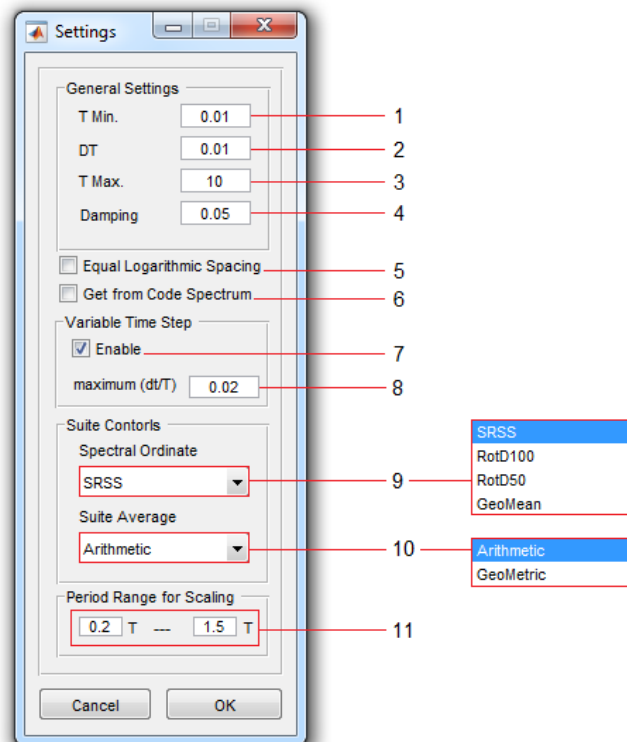 Settings
General Settings
T Min. 0.01 1
DT 0.01 2
T Max. 10 3
Damping 0.05 4
Equal Logarithmic Spacing 5
Get from Code Spectrum 6
Variable Time Step
Enable 7
maximum (dt/T) 0.02 8
Suite Contorls
Spectral Ordinate
SRSS 9
SRSS
RotD100
RotD50
GeoMean
Suite Average
Arithmetic 10
Arithmetic
GeoMetric
Period Range for Scaling
0.2 T --- 1.5 T 11
Cancel OK